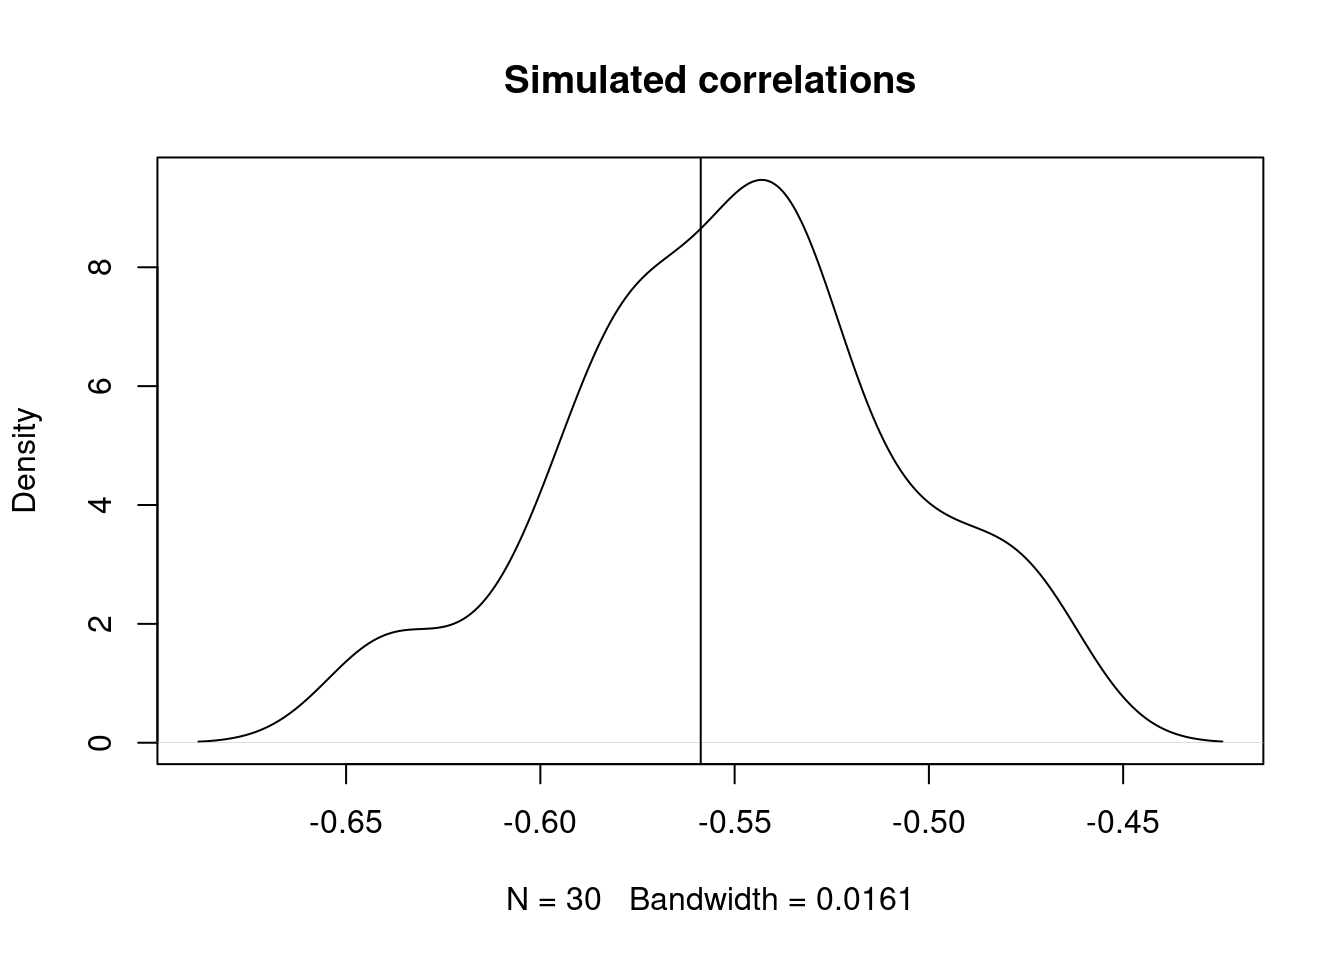 Simulated correlations
Density
8
6
4
2
0
-0.65 -0.60 -0.55 -0.50 -0.45
N = 30 Bandwidth = 0.0161